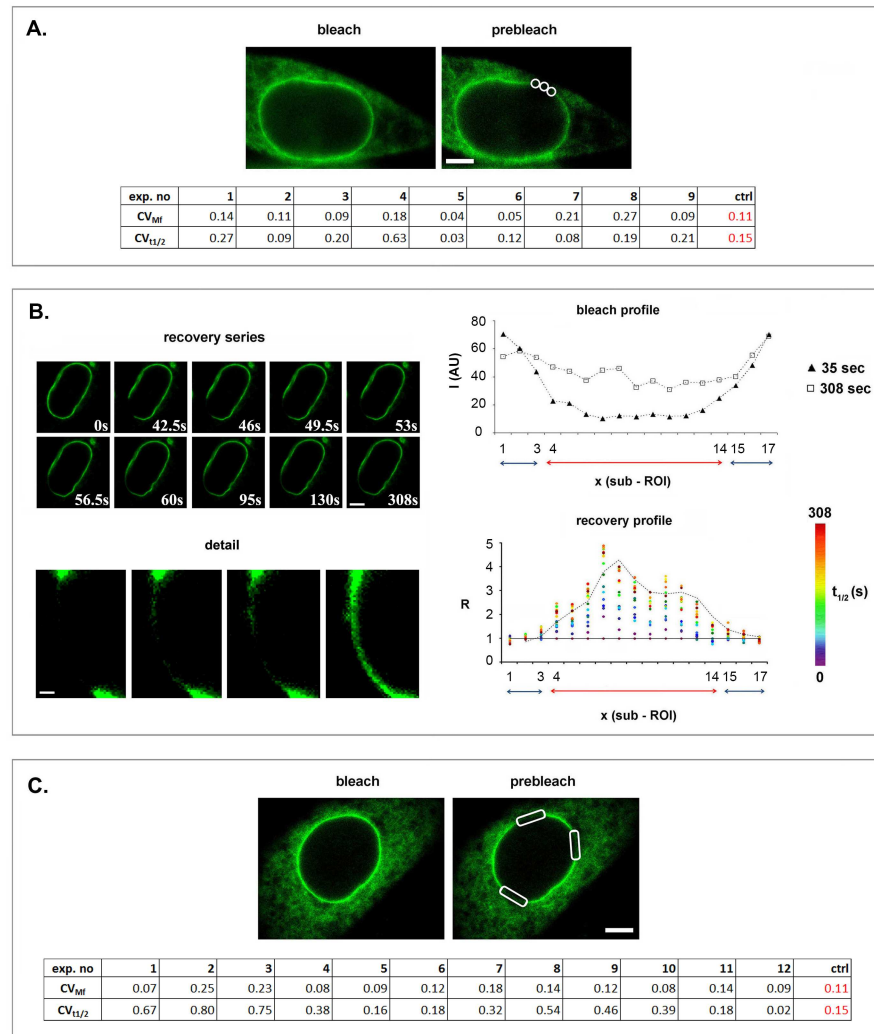 A.
bleach prebleach
exp. no 1 2 3 4 5 6 7 8 9 ctrl
CVMf 0.14 0.11 0.09 0.18 0.04 0.05 0.21 0.27 0.09 0.11
CVt1/2 0.27 0.09 0.20 0.63 0.03 0.12 0.08 0.19 0.21 0.15
B.
recovery series
0s 42.5s 46s 49.5s 53s
56.5s 60s 95s 130s 308s
detail
bleach profile
I (AU)
80
60
40
20
0
1 3 4 14 15 17
x (sub - ROI)
35 sec
308 sec
recovery profile
R
5
4
3
2
1
0
1 3 4 14 15 17
x (sub - ROI)
308
t1/2 (s)
0
C.
bleach prebleach
exp. no 1 2 3 4 5 6 7 8 9 10 11 12 ctrl
CVMf 0.07 0.25 0.23 0.08 0.09 0.12 0.18 0.14 0.12 0.08 0.14 0.09 0.11
CVt1/2 0.67 0.80 0.75 0.38 0.16 0.18 0.32 0.54 0.46 0.39 0.18 0.02 0.15